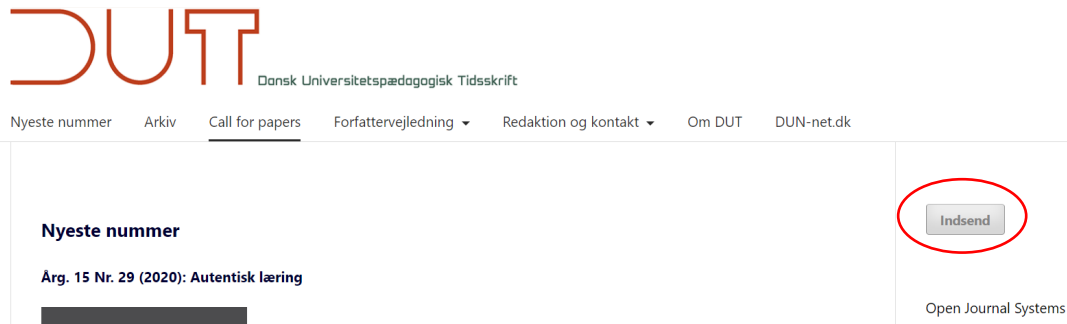 DUT
Dansk Universitetspædagogisk Tidsskrift
Nyeste nummer Arkiv Call for papers Forfattervejledning Redaktion og kontakt Om DUT DUN-net.dk
Indsend
Nyeste nummer
Årg. 15 Nr. 29 (2020): Autentisk læring
Open Journal Systems